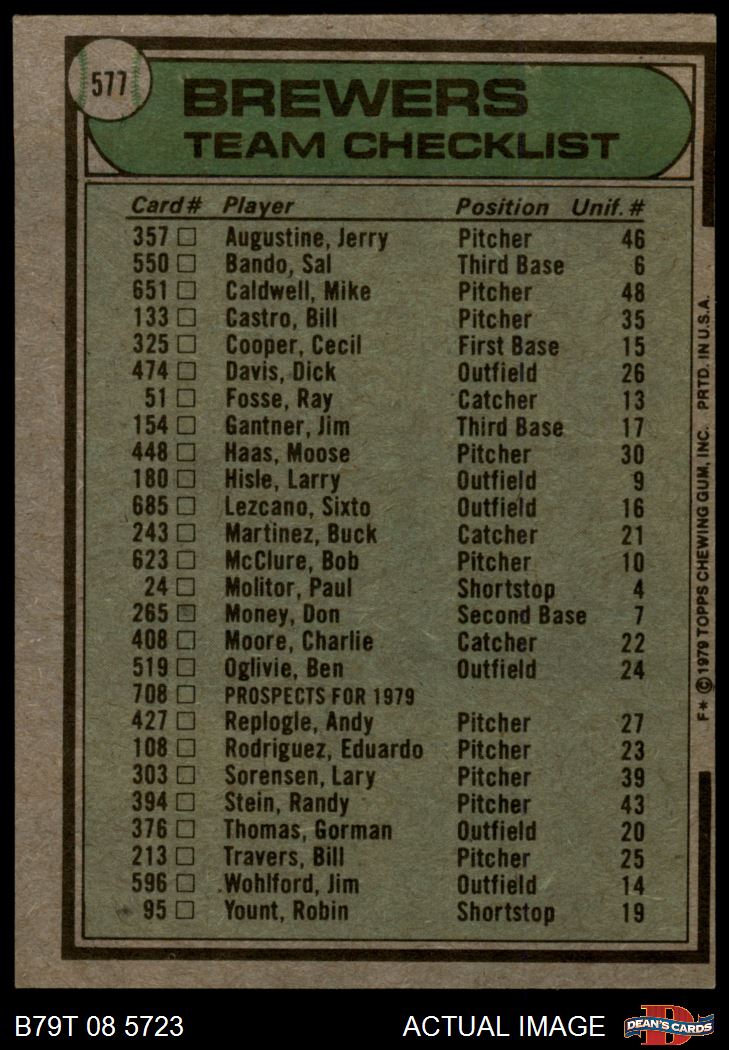 577
BREWERS
TEAM CHECKLIST
Card # Player Position Unif. #
357 Augustine, Jerry Pitcher 46
550 Bando, Sal Third Base 6
651 Caldwell, Mike Pitcher 48
133 Castro, Bill Pitcher 35
325 Cooper, Cecil First Base 15
474 Davis, Dick Outfield 26
51 Fosse, Ray Catcher 13
154 Gantner, Jim Third Base 17
448 Haas, Moose Pitcher 30
180 Hisle, Larry Outfield 9
685 Lezcano, Sixto Outfield 16
243 Martinez, Buck Catcher 21
623 McClure, Bob Pitcher 10
24 Molitor, Paul Shortstop 4
265 Money, Don Second Base 7
408 Moore, Charlie Catcher 22
519 Oglivie, Ben Outfield 24
708 PROSPECTS FOR 1979
427 Replogle, Andy Pitcher 27
108 Rodriguez, Eduardo Pitcher 23
303 Sorensen, Lary Pitcher 39
394 Stein, Randy Pitcher 43
376 Thomas, Gorman Outfield 20
213 Travers, Bill Pitcher 25
596 Wohlford, Jim Outfield 14
95 Yount, Robin Shortstop 19
F* © 1979 TOPPS CHEWING GUM, INC. PRTD. IN U.S.A.
B79T 08 5723 ACTUAL IMAGE
D
DEAN'S CARDS